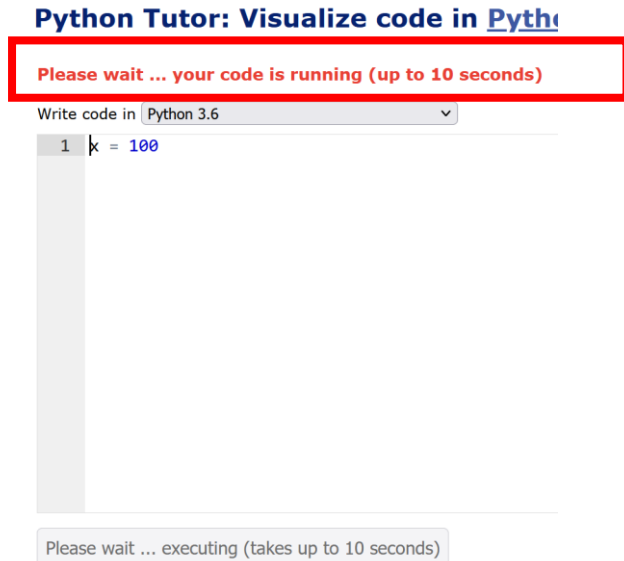 Python Tutor: Visualize code in Pytho
Please wait ... your code is running (up to 10 seconds)
Write code in Python 3.6
1 x = 100
Please wait ... executing (takes up to 10 seconds)